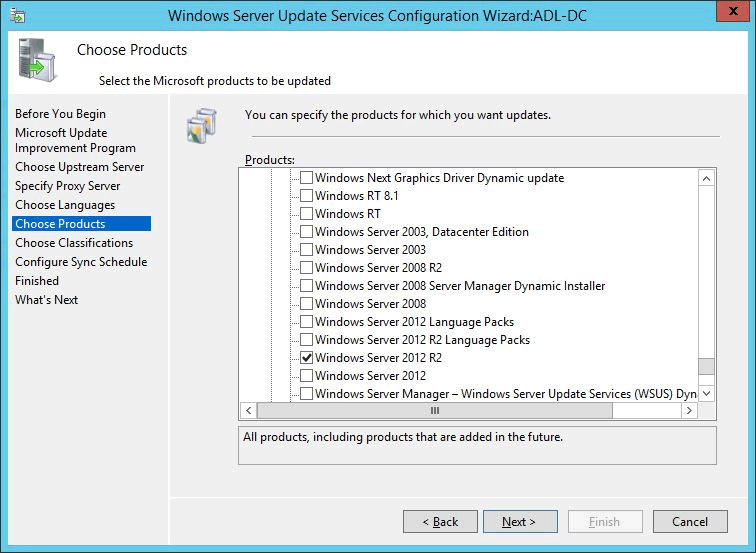 Windows Server Update Services Configuration Wizard:ADL-DC
x
Choose Products
Select the Microsoft products to be updated
Before You Begin
Microsoft Update
Improvement Program
Choose Upstream Server
Specify Proxy Server
Choose Languages
Choose Products
Choose Classifications
Configure Sync Schedule
Finished
What's Next
You can specify the products for which you want updates.
Products:
Windows Next Graphics Driver Dynamic update
Windows RT 8.1
Windows RT
Windows Server 2003, Datacenter Edition
Windows Server 2003
Windows Server 2008 R2
Windows Server 2008 Server Manager Dynamic Installer
Windows Server 2008
Windows Server 2012 Language Packs
Windows Server 2012 R2 Language Packs
Windows Server 2012 R2
Windows Server 2012
Windows Server Manager – Windows Server Update Services (WSUS) Dyn
All products, including products that are added in the future.
< Back
Next >
Finish
Cancel